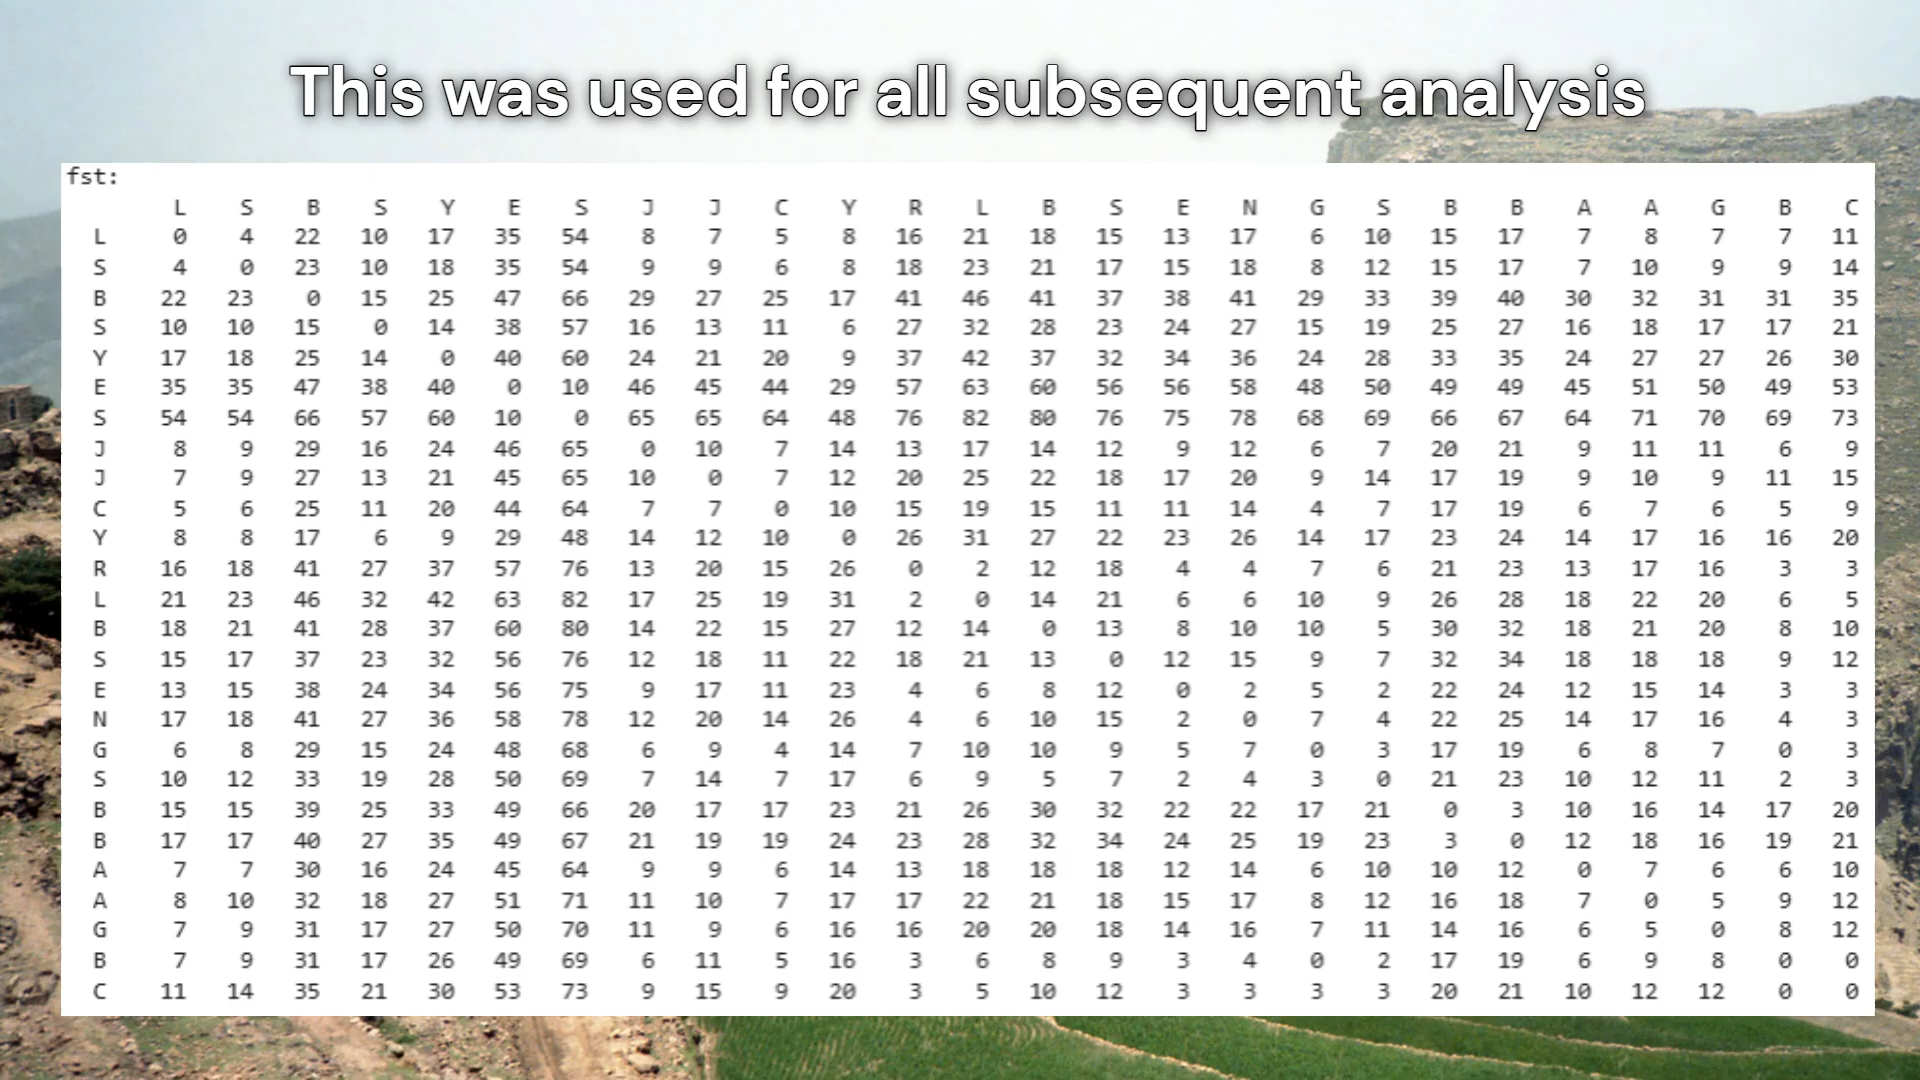 This was used for all subsequent analysis
fst:
L S B S Y E S J J C Y R L B S E N G S B B A A G B C
L 0 4 22 10 17 35 54 8 7 5 8 16 21 18 15 13 17 6 10 15 17 7 8 7 7 11
S 4 0 23 10 18 35 54 9 9 6 8 18 23 21 17 15 18 8 12 15 17 7 10 9 9 14
B 22 23 0 15 25 47 66 29 27 25 17 41 46 41 37 38 41 29 33 39 40 30 32 31 31 35
S 10 10 15 0 14 38 57 16 13 11 6 27 32 28 23 24 27 15 19 25 27 16 18 17 17 21
Y 17 18 25 14 0 40 60 24 21 20 9 37 42 37 32 34 36 24 28 33 35 24 27 27 26 30
E 35 35 47 38 40 0 10 46 45 44 29 57 63 60 56 56 58 48 50 49 49 45 51 50 49 53
S 54 54 66 57 60 10 0 65 65 64 48 76 82 80 76 75 78 68 69 66 67 64 71 70 69 73
J 8 9 29 16 24 46 65 0 10 7 14 13 17 14 12 9 12 6 7 20 21 9 11 11 6 9
J 7 9 27 13 21 45 65 10 0 7 12 20 25 22 18 17 20 9 14 17 19 9 10 9 11 15
C 5 6 25 11 20 44 64 7 7 0 10 15 19 15 11 11 14 4 7 17 19 6 7 6 5 9
Y 8 8 17 6 9 29 48 14 12 10 0 26 31 27 22 23 26 14 17 23 24 14 17 16 16 20
R 16 18 41 27 37 57 76 13 20 15 26 0 2 12 18 4 4 7 6 21 23 13 17 16 3 3
L 21 23 46 32 42 63 82 17 25 19 31 2 0 14 21 6 6 10 9 26 28 18 22 20 6 5
B 18 21 41 28 37 60 80 14 22 15 27 12 14 0 13 8 10 10 5 30 32 18 21 20 8 10
S 15 17 37 23 32 56 76 12 18 11 22 18 21 13 0 12 15 9 7 32 34 18 18 18 9 12
E 13 15 38 24 34 56 75 9 17 11 23 4 6 8 12 0 2 5 2 22 24 12 15 14 3 3
N 17 18 41 27 36 58 78 12 20 14 26 4 6 10 15 2 0 7 4 22 25 14 17 16 4 3
G 6 8 29 15 24 48 68 6 9 4 14 7 10 10 9 5 7 0 3 17 19 6 8 7 0 3
S 10 12 33 19 28 50 69 7 14 7 17 6 9 5 7 2 4 3 0 21 23 10 12 11 2 3
B 15 15 39 25 33 49 66 20 17 17 23 21 26 30 32 22 22 17 21 0 3 10 16 14 17 20
B 17 17 40 27 35 49 67 21 19 19 24 23 28 32 34 24 25 19 23 3 0 12 18 16 19 21
A 7 7 30 16 24 45 64 9 9 6 14 13 18 18 18 12 14 6 10 10 12 0 7 6 6 10
A 8 10 32 18 27 51 71 11 10 7 17 17 22 21 18 15 17 8 12 16 18 7 0 5 9 12
G 7 9 31 17 27 50 70 11 9 6 16 16 20 20 18 14 16 7 11 14 16 6 5 0 8 12
B 7 9 31 17 26 49 69 6 11 5 16 3 6 8 9 3 4 0 2 17 19 6 9 8 0 0
C 11 14 35 21 30 53 73 9 15 9 20 3 5 10 12 3 3 3 3 20 21 10 12 12 0 0